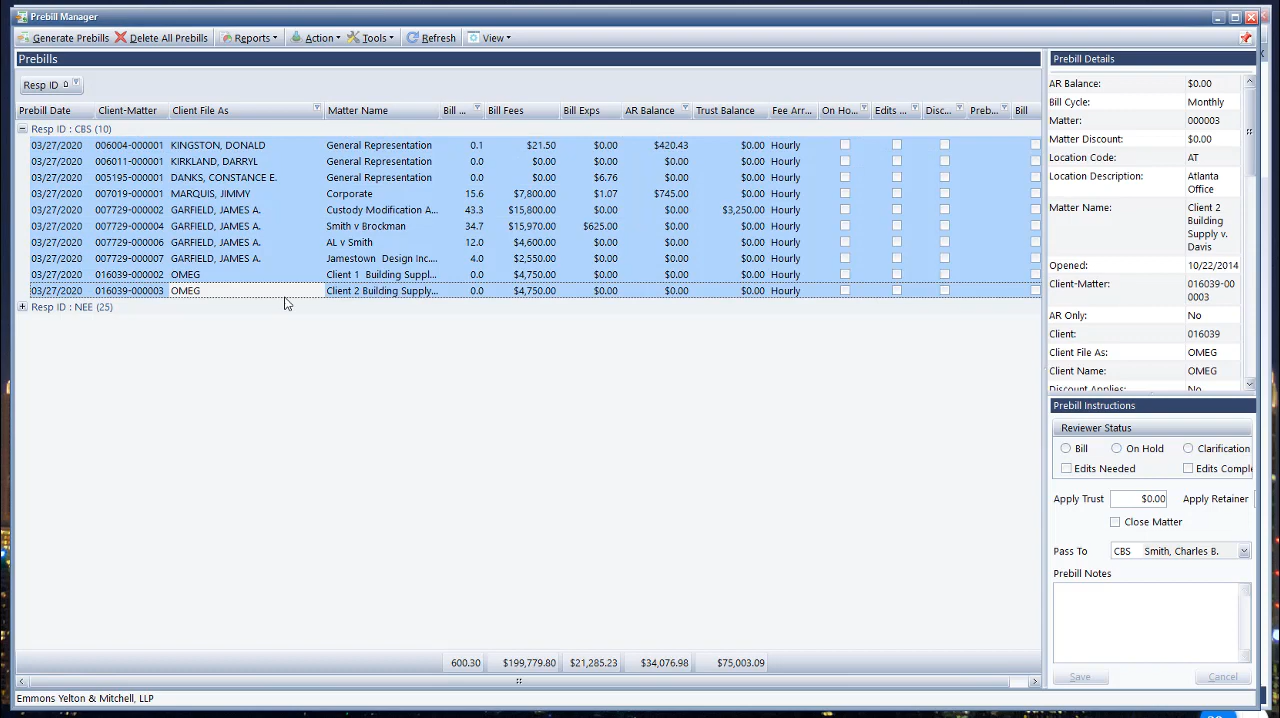 Prebill Manager
Generate Prebills Delete All Prebills Reports Action Tools Refresh View
Prebills
Resp ID
Prebill Date Client-Matter Client File As Matter Name Bill ... Bill Fees Bill Exps AR Balance Trust Balance Fee Arr... On Ho... Edits ... Disc... Preb... Bill
Resp ID : CBS (10)
03/27/2020 006004-000001 KINGSTON, DONALD General Representation 0.1 $21.50 $0.00 $420.43 $0.00 Hourly
03/27/2020 006011-000001 KIRKLAND, DARRYL General Representation 0.0 $0.00 $0.00 $0.00 $0.00 Hourly
03/27/2020 005195-000001 DANKS, CONSTANCE E. General Representation 0.0 $0.00 $6.76 $0.00 $0.00 Hourly
03/27/2020 007019-000001 MARQUIS, JIMMY Corporate 15.6 $7,800.00 $1.07 $745.00 $0.00 Hourly
03/27/2020 007729-000002 GARFIELD, JAMES A. Custody Modification A... 43.3 $15,800.00 $0.00 $0.00 $3,250.00 Hourly
03/27/2020 007729-000004 GARFIELD, JAMES A. Smith v Brockman 34.7 $15,970.00 $625.00 $0.00 $0.00 Hourly
03/27/2020 007729-000006 GARFIELD, JAMES A. AL v Smith 12.0 $4,600.00 $0.00 $0.00 $0.00 Hourly
03/27/2020 007729-000007 GARFIELD, JAMES A. Jamestown Design Inc.... 4.0 $2,550.00 $0.00 $0.00 $0.00 Hourly
03/27/2020 016039-000002 OMEG Client 1 Building Suppl... 0.0 $4,750.00 $0.00 $0.00 $0.00 Hourly
03/27/2020 016039-000003 OMEG Client 2 Building Supply... 0.0 $4,750.00 $0.00 $0.00 $0.00 Hourly
Resp ID : NEE (25)
600.30 $199,779.80 $21,285.23 $34,076.98 $75,003.09
Emmons Yelton & Mitchell, LLP
Prebill Details
AR Balance: $0.00
Bill Cycle: Monthly
Matter: 000003
Matter Discount: $0.00
Location Code: AT
Location Description: Atlanta
Office
Matter Name: Client 2
Building
Supply v.
Davis
Opened: 10/22/2014
Client-Matter: 016039-00
0003
AR Only: No
Client: 016039
Client File As: OMEG
Client Name: OMEG
Discount Applies: No
Prebill Instructions
Reviewer Status
Bill On Hold Clarification
Edits Needed Edits Comple
Apply Trust $0.00 Apply Retainer
Close Matter
Pass To CBS Smith, Charles B.
Prebill Notes
Save Cancel